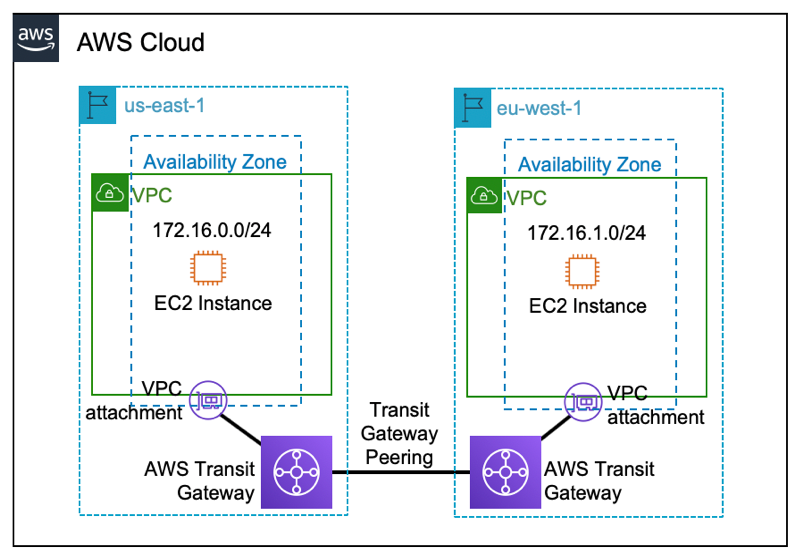 aws
AWS Cloud
us-east-1
Availability Zone
VPC
172.16.0.0/24
EC2 Instance
VPC
attachment
AWS Transit
Gateway
Transit
Gateway
Peering
eu-west-1
Availability Zone
VPC
172.16.1.0/24
EC2 Instance
VPC
attachment
AWS Transit
Gateway